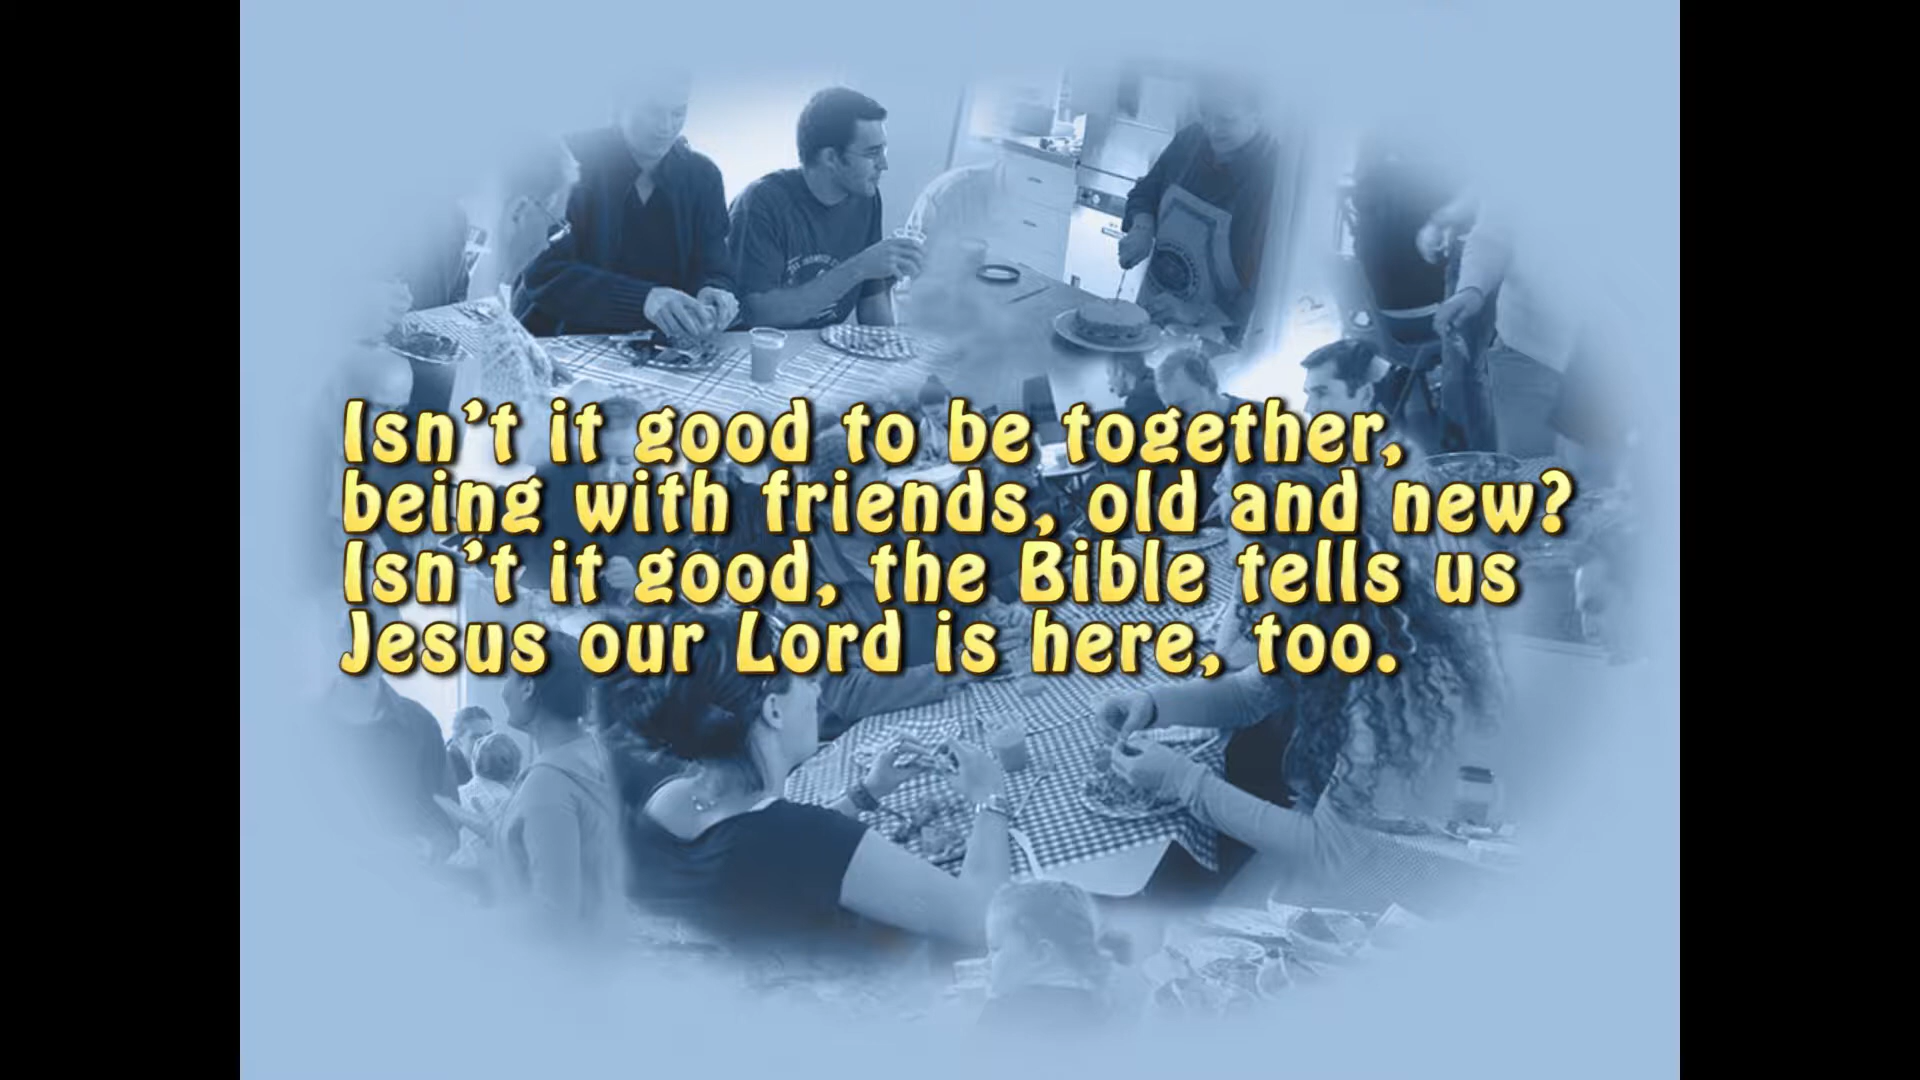 Isn't it good to be together,
being with friends, old and new?
Isn't it good, the Bible tells us
Jesus our Lord is here, too.